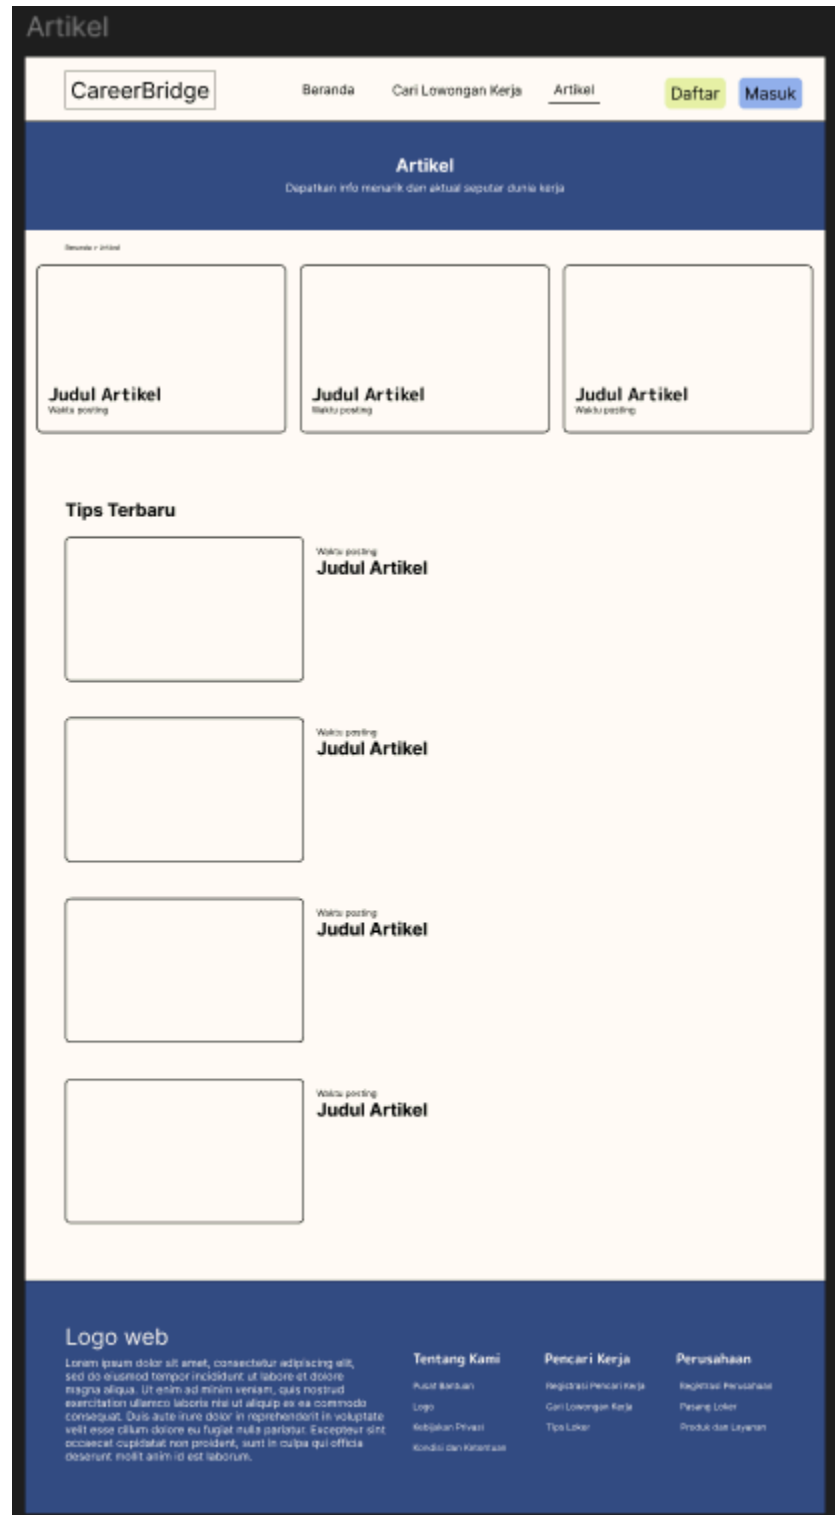 Artikel
CareerBridge
Beranda
Cari Lowongan Kerja
Artikel
Daftar
Masuk
Artikel
Dapatkan info menarik dan aktual seputar dunia kerja
Beranda > Artikel
Judul Artikel
Waktu posting
Judul Artikel
Waktu posting
Judul Artikel
Waktu posting
Tips Terbaru
Waktu posting
Judul Artikel
Waktu posting
Judul Artikel
Waktu posting
Judul Artikel
Waktu posting
Judul Artikel
Logo web
Lorem ipsum dolor sit amet, consectetur adipiscing elit,
sed do eiusmod tempor incididunt ut labore et dolore
magna aliqua. Ut enim ad minim veniam, quis nostrud
exercitation ullamco laboris nisi ut aliquip ex ea commodo
consequat. Duis aute irure dolor in reprehenderit in voluptate
velit esse cillum dolore eu fugiat nulla pariatur. Excepteur sint
occaecat cupidatat non proident, sunt in culpa qui officia
deserunt mollit anim id est laborum.
Tentang Kami
Pusat Bantuan
Logo
Kebijakan Privasi
Kondisi dan Ketentuan
Pencari Kerja
Registrasi Pencari Kerja
Cari Lowongan Kerja
Tips Loker
Perusahaan
Registrasi Perusahaan
Pasang Loker
Produk dan Layanan